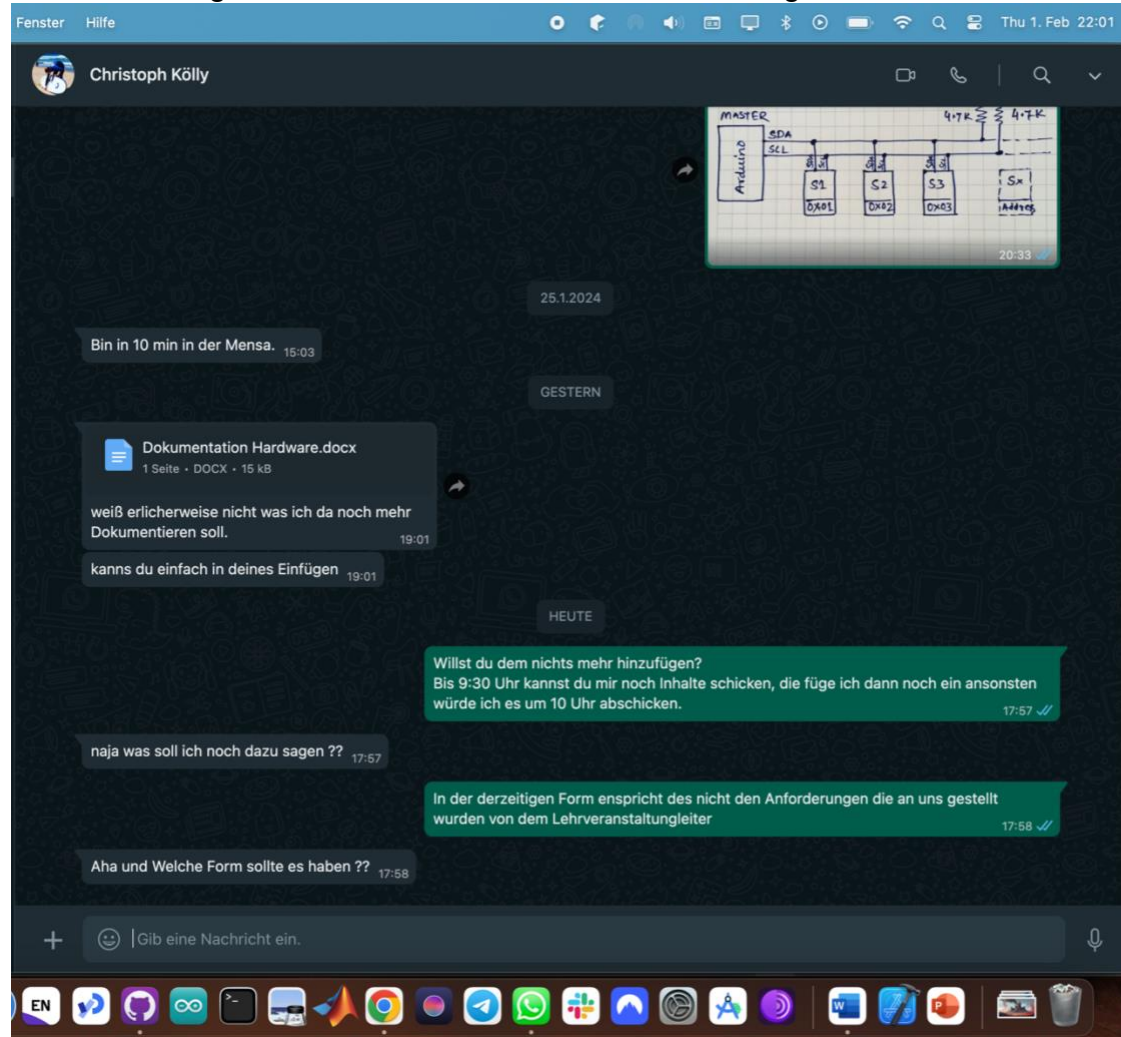 Fenster Hilfe Thu 1. Feb 22:01
Christoph Kölly
MASTER 4.7K 4.7K
SDA
SCL
Arduino
SDA SCL SDA SCL SDA SCL
S1 S2 S3 Sx
0X01 0X02 0X03 Addres
20:33
25.1.2024
Bin in 10 min in der Mensa. 15:03
GESTERN
Dokumentation Hardware.docx
1 Seite • DOCX • 15 kB
weiß erlicherweise nicht was ich da noch mehr
Dokumentieren soll. 19:01
kanns du einfach in deines Einfügen 19:01
HEUTE
Willst du dem nichts mehr hinzufügen?
Bis 9:30 Uhr kannst du mir noch Inhalte schicken, die füge ich dann noch ein ansonsten
würde ich es um 10 Uhr abschicken. 17:57
naja was soll ich noch dazu sagen ?? 17:57
In der derzeitigen Form enspricht des nicht den Anforderungen die an uns gestellt
wurden von dem Lehrveranstaltungleiter 17:58
Aha und Welche Form sollte es haben ?? 17:58
Gib eine Nachricht ein.
EN